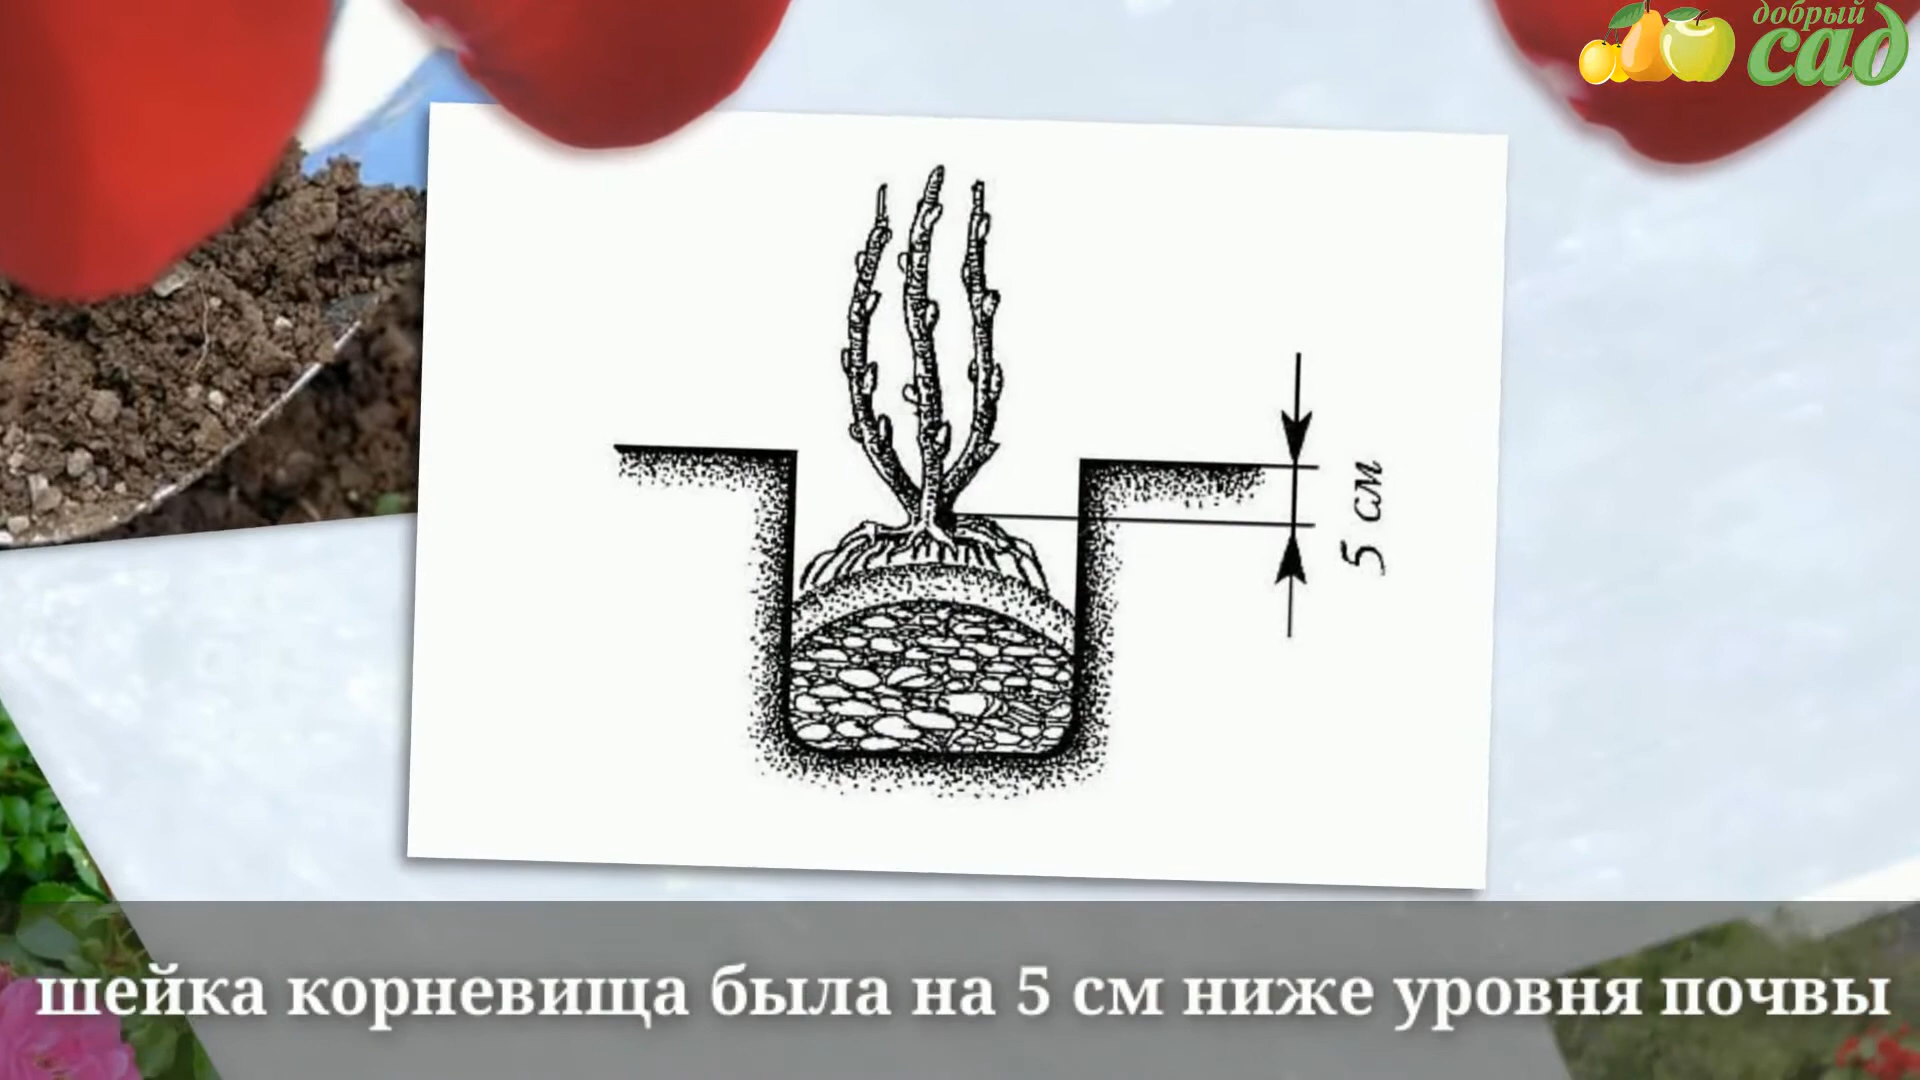 добрый
сад
5 см
шейка корневища была на 5 см ниже уровня почвы